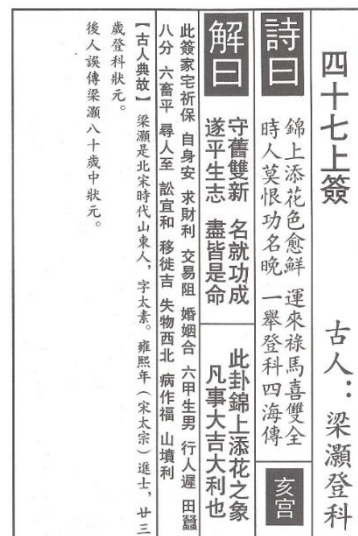 四十七上簽
古人：梁灝登科
詩曰
錦上添花色愈鮮 運來祿馬喜雙全
時人莫恨功名晚 一舉登科四海傳
亥宮
解曰
守舊雙新 名就功成
遂平生志 盡皆是命
此卦錦上添花之象
凡事大吉大利也
此簽家宅祈保 自身安 求財利 交易阻 婚姻合 六甲生男 行人遲 田蠶
八分 六畜平 尋人至 訟宜和 移徙吉 失物西北 病作福 山墳利
【古人典故】 梁灝是北宋時代山東人，字太素。雍熙年（宋太宗）進士，廿三
歲登科狀元。
後人誤傳梁灝八十歲中狀元。